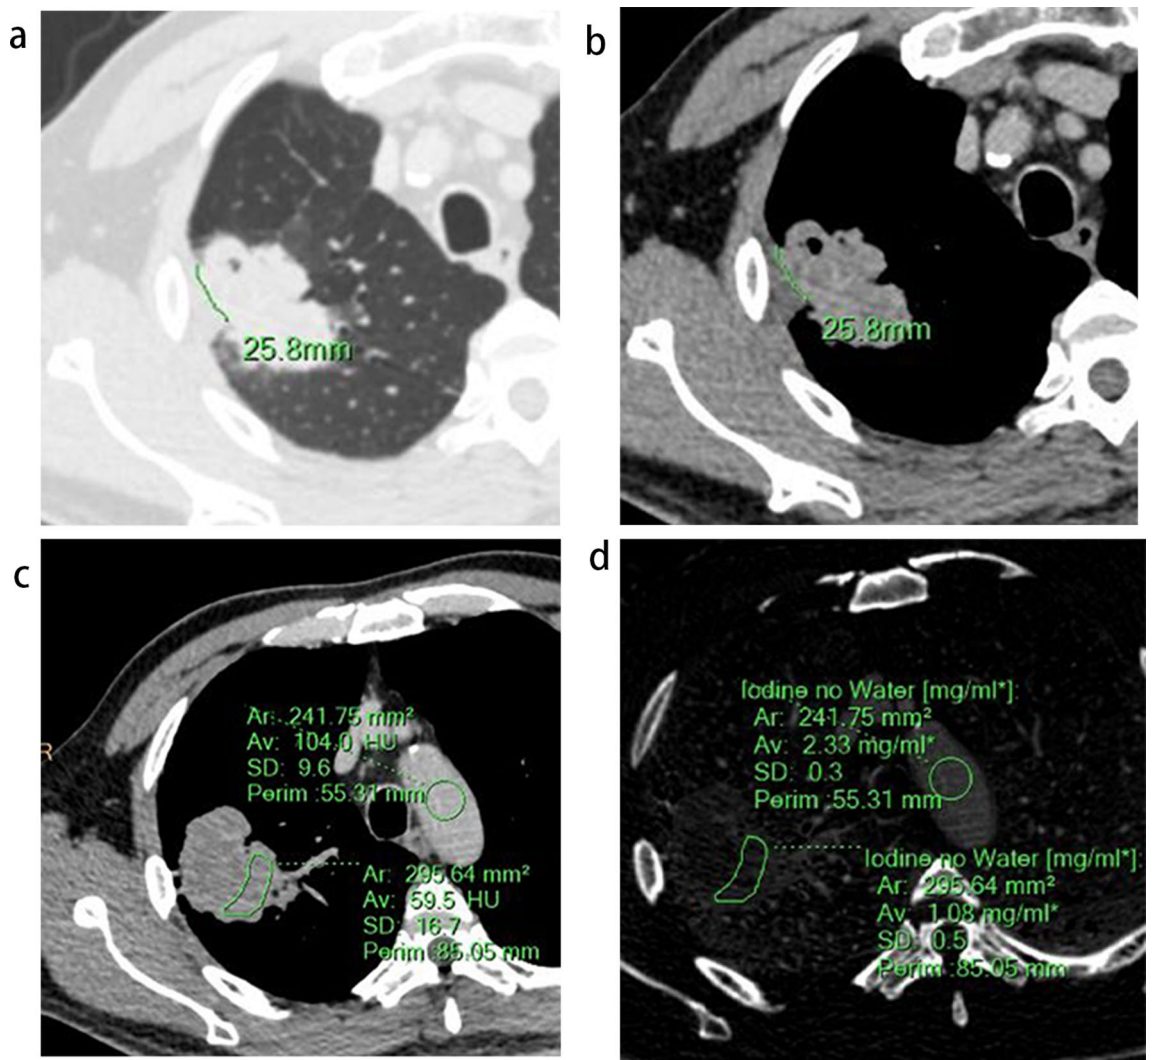 a
b
25.8mm
25.8mm
c
d
R
Ar: 241.75 mm²
Av: 104.0 HU
SD: 9.6
Perim :55.31 mm
Ar: 295.64 mm²
Av: 59.5 HU
SD: 16.7
Perim :85.05 mm
Iodine no Water [mg/ml*]:
Ar: 241.75 mm²
Av: 2.33 mg/ml*
SD: 0.3
Perim :55.31 mm
Iodine no Water [mg/ml*]:
Ar: 295.64 mm²
Av: 1.08 mg/ml*
SD: 0.5
Perim :85.05 mm